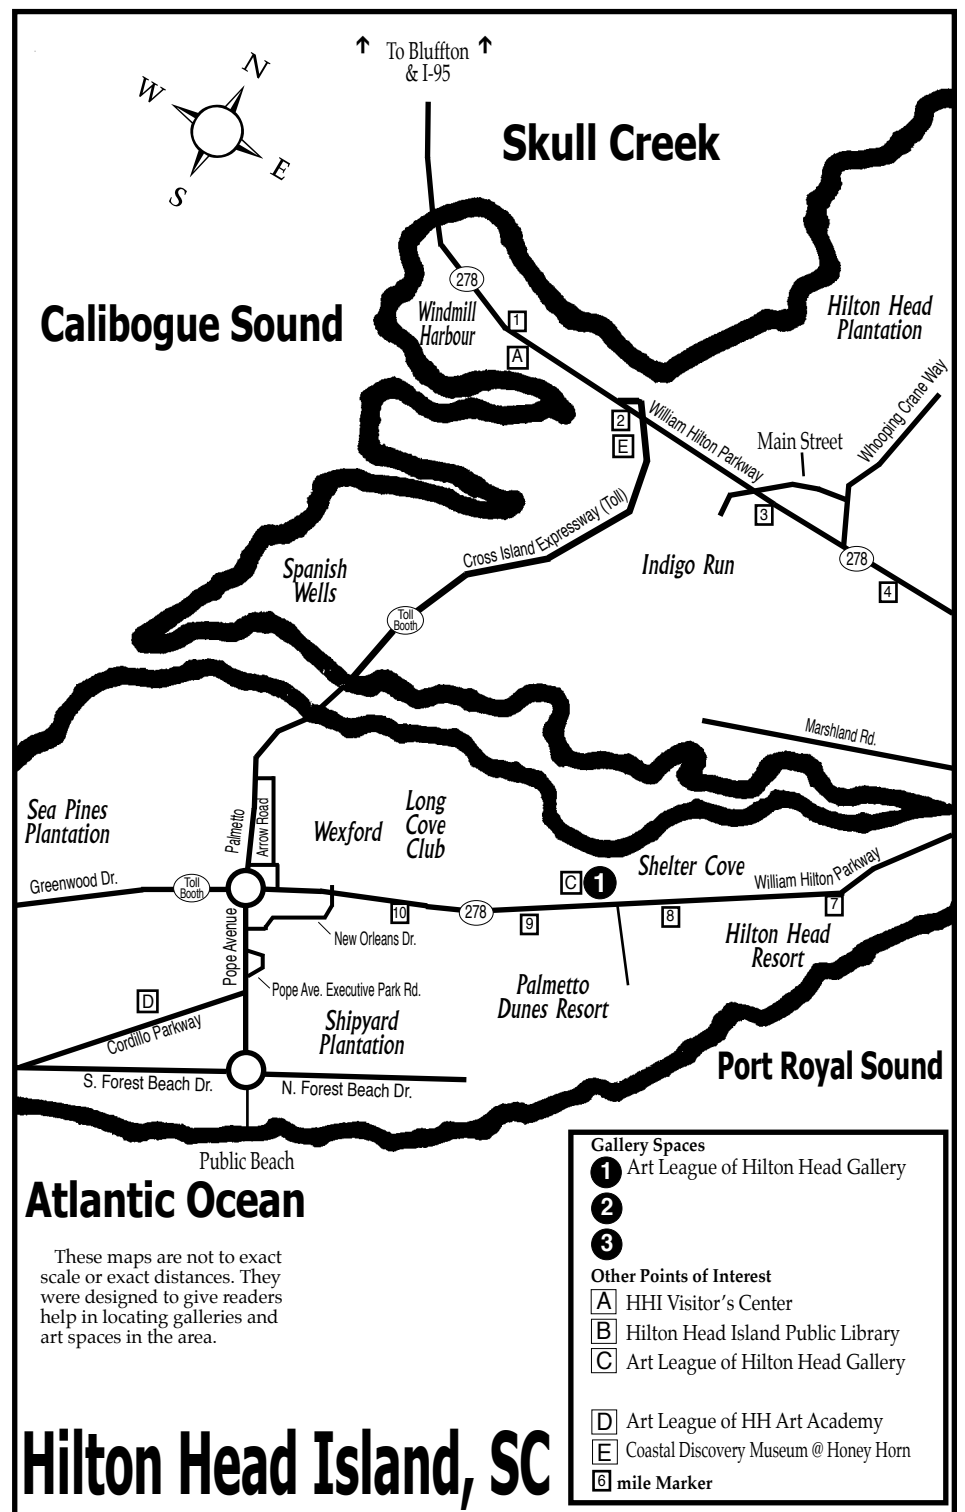 To Bluffton
& I-95
N
W
E
S
Skull Creek
278
Calibogue Sound
Windmill
Harbour
1
A
Hilton Head
Plantation
Whooping Crane Way
2
E
William Hilton Parkway
Main Street
3
Cross Island Expressway (Toll)
Indigo Run
278
4
Spanish
Wells
Toll
Booth
Marshland Rd.
Sea Pines
Plantation
Palmetto
Arrow Road
Wexford
Long
Cove
Club
Shelter Cove
William Hilton Parkway
Greenwood Dr.
Toll
Booth
C
1
10
278
9
8
7
New Orleans Dr.
Pope Avenue
Hilton Head
Resort
Pope Ave. Executive Park Rd.
Palmetto
Dunes Resort
D
Cordillo Parkway
Shipyard
Plantation
Port Royal Sound
S. Forest Beach Dr.
N. Forest Beach Dr.
Public Beach
Atlantic Ocean
These maps are not to exact
scale or exact distances. They
were designed to give readers
help in locating galleries and
art spaces in the area.
Hilton Head Island, SC
Gallery Spaces
1 Art League of Hilton Head Gallery
2
3
Other Points of Interest
A HHI Visitor's Center
B Hilton Head Island Public Library
C Art League of Hilton Head Gallery
D Art League of HH Art Academy
E Coastal Discovery Museum @ Honey Horn
6 mile Marker